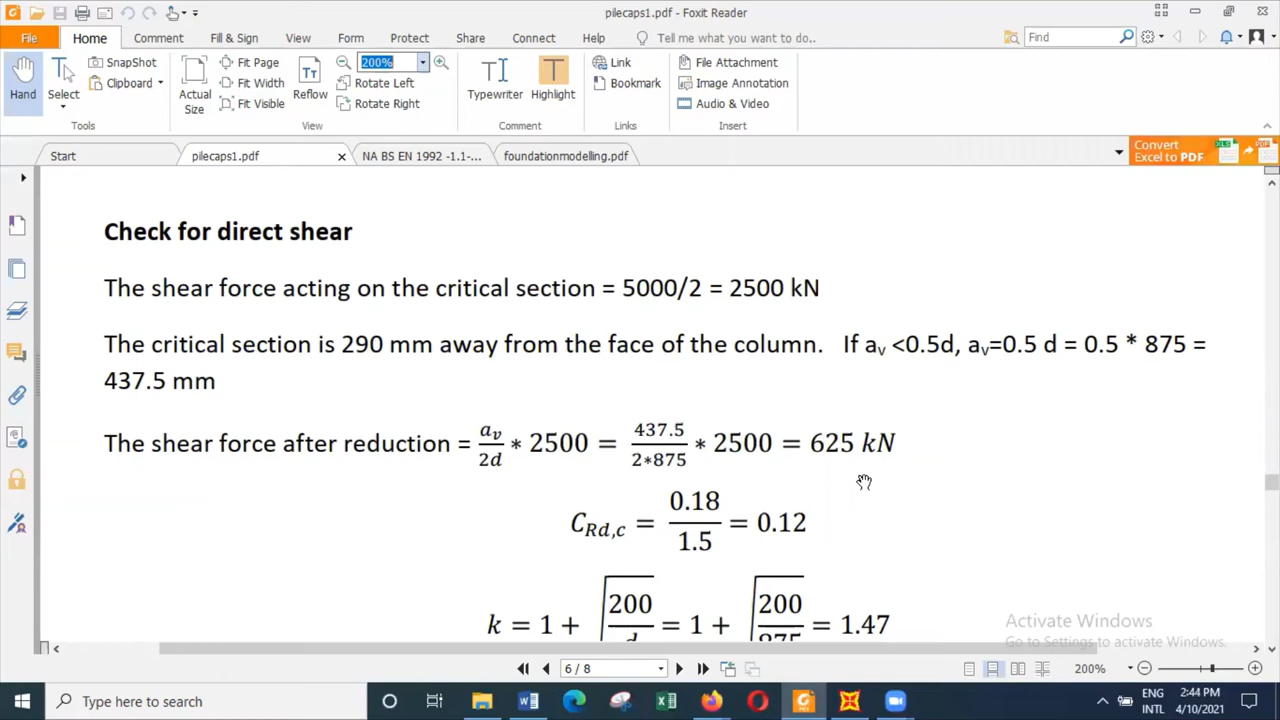 pilecaps1.pdf - Foxit Reader
File Home Comment Fill & Sign View Form Protect Share Connect Help Tell me what you want to do.. Find
Hand Select SnapShot Clipboard
Actual Size Fit Page Fit Width Fit Visible Reflow 200% Rotate Left Rotate Right
Typewriter Highlight Link Bookmark File Attachment Image Annotation Audio & Video
Tools View Comment Links Insert
Start pilecaps1.pdf NA BS EN 1992 -1.1-... foundationmodelling.pdf Convert Excel to PDF
Check for direct shear
The shear force acting on the critical section = 5000/2 = 2500 kN
The critical section is 290 mm away from the face of the column. If aᵥ <0.5d, aᵥ=0.5 d = 0.5 * 875 =
437.5 mm
The shear force after reduction = aᵥ/2d * 2500 = 437.5/2*875 * 2500 = 625 kN
C_Rd,c = 0.18/1.5 = 0.12
k = 1 + √200/d = 1 + √200/875 = 1.47
Activate Windows
Go to Settings to activate Windows.
6 / 8 200%
Type here to search ENG 2:44 PM
IV 4/10/2021